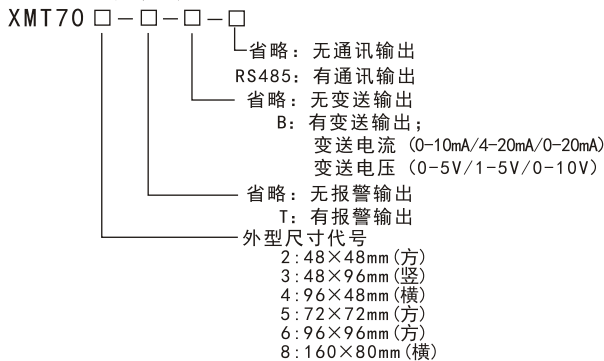 XMT70 □-□-□-□
省略：无通讯输出
RS485：有通讯输出
省略：无变送输出
B：有变送输出；
变送电流（0-10mA/4-20mA/0-20mA）
变送电压（0-5V/1-5V/0-10V）
省略：无报警输出
T：有报警输出
外型尺寸代号
2:48×48mm(方)
3:48×96mm(竖)
4:96×48mm(横)
5:72×72mm(方)
6:96×96mm(方)
8:160×80mm(横)